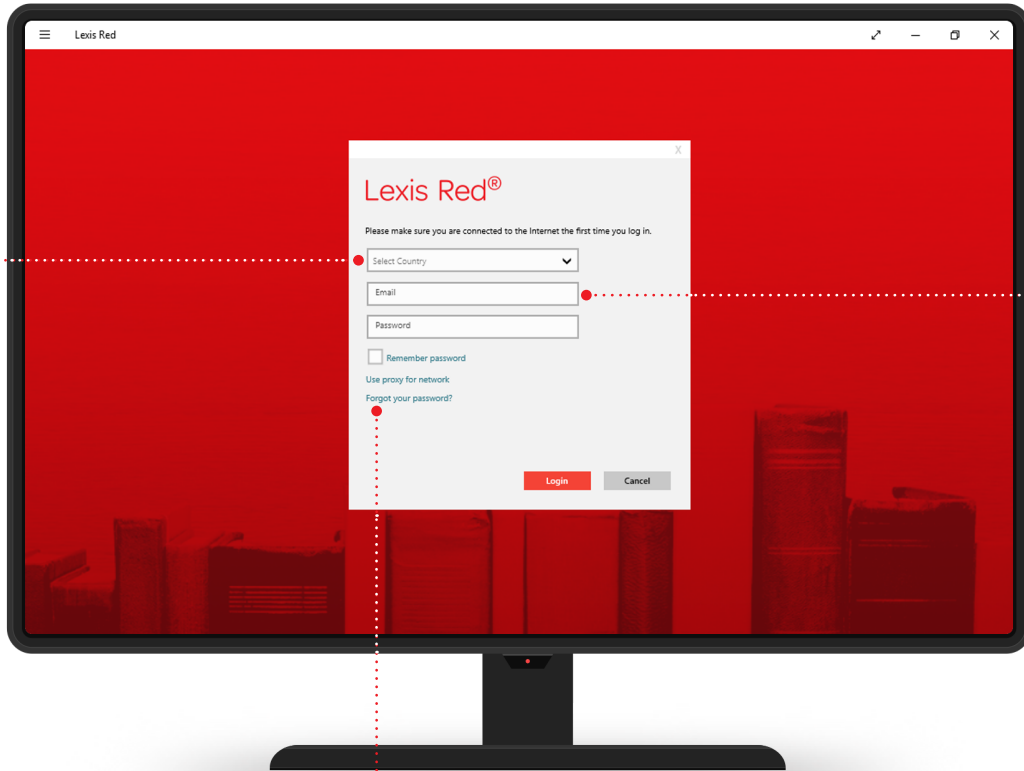 Lexis Red
X
Lexis Red®
Please make sure you are connected to the Internet the first time you log in.
Select Country
Email
Password
Remember password
Use proxy for network
Forgot your password?
Login Cancel